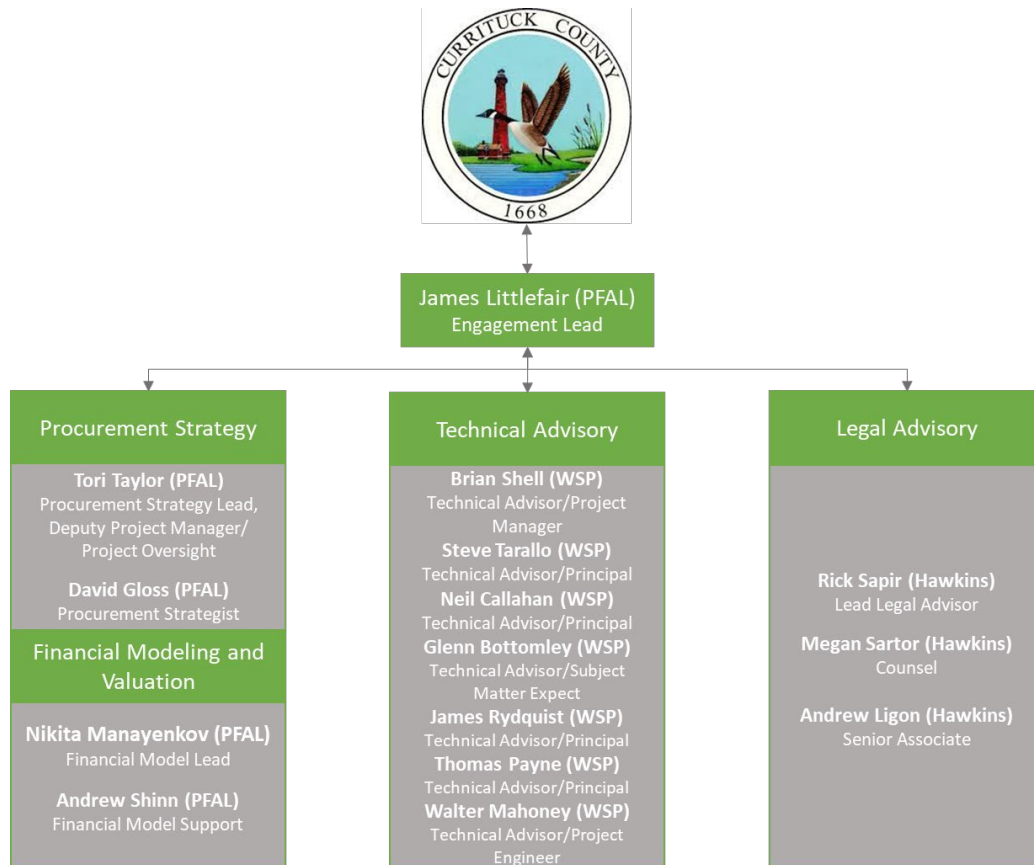 CURRITUCK COUNTY
1668
James Littlefair (PFAL)
Engagement Lead
Procurement Strategy
Tori Taylor (PFAL)
Procurement Strategy Lead,
Deputy Project Manager/
Project Oversight
David Gloss (PFAL)
Procurement Strategist
Financial Modeling and
Valuation
Nikita Manayenkov (PFAL)
Financial Model Lead
Andrew Shinn (PFAL)
Financial Model Support
Technical Advisory
Brian Shell (WSP)
Technical Advisor/Project
Manager
Steve Tarallo (WSP)
Technical Advisor/Principal
Neil Callahan (WSP)
Technical Advisor/Principal
Glenn Bottomley (WSP)
Technical Advisor/Subject
Matter Expect
James Rydquist (WSP)
Technical Advisor/Principal
Thomas Payne (WSP)
Technical Advisor/Principal
Walter Mahoney (WSP)
Technical Advisor/Project
Engineer
Legal Advisory
Rick Sapir (Hawkins)
Lead Legal Advisor
Megan Sartor (Hawkins)
Counsel
Andrew Ligon (Hawkins)
Senior Associate